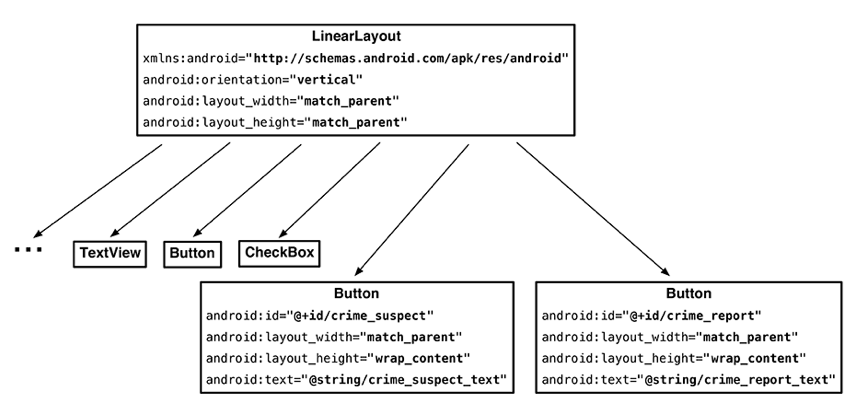 LinearLayout
xmlns:android="http://schemas.android.com/apk/res/android"
android:orientation="vertical"
android:layout_width="match_parent"
android:layout_height="match_parent"
...
TextView
Button
CheckBox
Button
android:id="@+id/crime_suspect"
android:layout_width="match_parent"
android:layout_height="wrap_content"
android:text="@string/crime_suspect_text"
Button
android:id="@+id/crime_report"
android:layout_width="match_parent"
android:layout_height="wrap_content"
android:text="@string/crime_report_text"